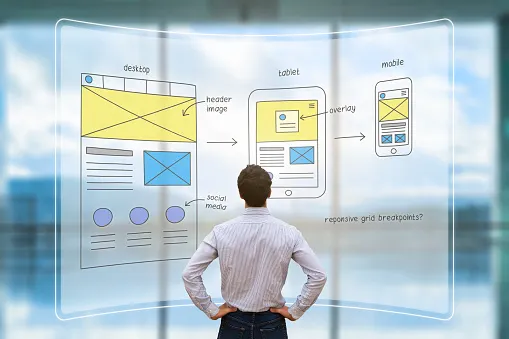 desktop
tablet
mobile
header
image
overlay
social
media
responsive grid breakpoints?